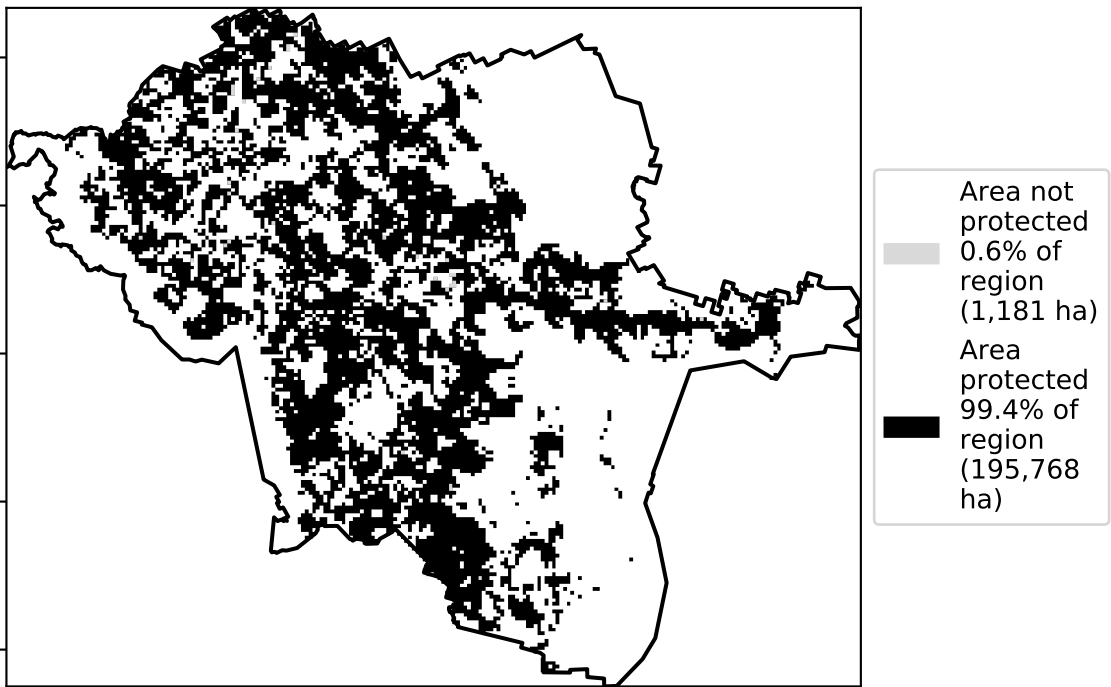 Area not
protected
0.6% of
region
(1,181 ha)
Area
protected
99.4% of
region
(195,768
ha)